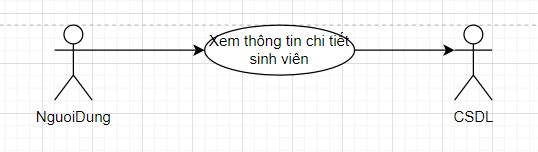 Xem thông tin chi tiết
sinh viên
NguoiDung
CSDL